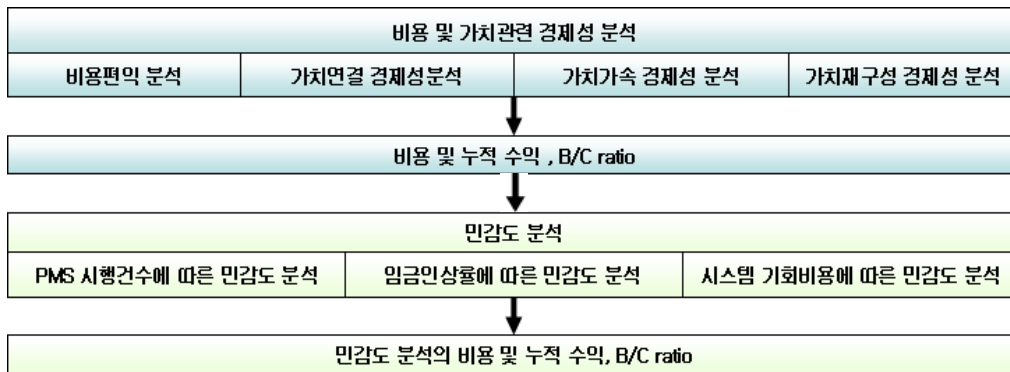 비용 및 가치관련 경제성 분석
비용편익 분석 가치연결 경제성분석 가치가속 경제성 분석 가치재구성 경제성 분석
비용 및 누적 수익 , B/C ratio
민감도 분석
PMS 시행건수에 따른 민감도 분석 임금인상률에 따른 민감도 분석 시스템 기회비용에 따른 민감도 분석
민감도 분석의 비용 및 누적 수익, B/C ratio